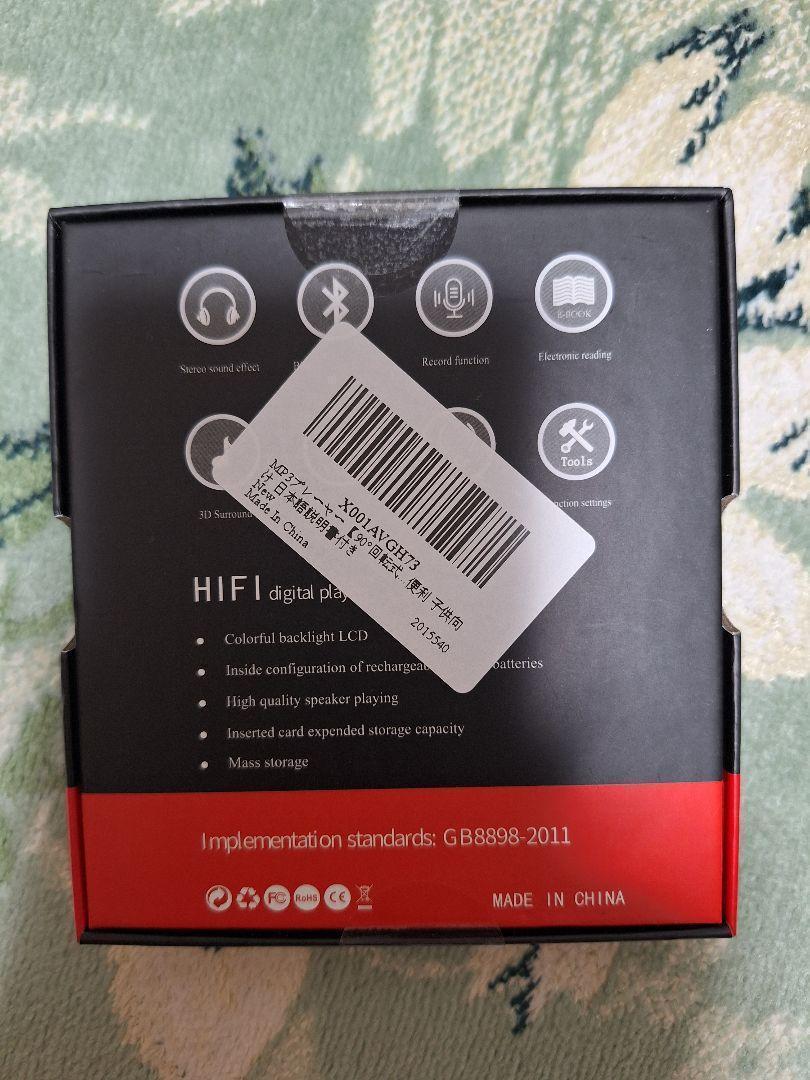 E-BOOK
Stereo sound effect
Record function
Electronic reading
Tools
3D Surround
X001AVGH73
MP3プレーヤー【90°回転式...便利 子供向
け 日本語説明書付き
New
Made In China
2015540
HIFI digital
Colorful backlight LCD
Inside configuration of batteries
High quality speaker playing
Inserted card expended storage capacity
Mass storage
Implementation standards: GB8898-2011
FC RoHS CE
MADE IN CHINA